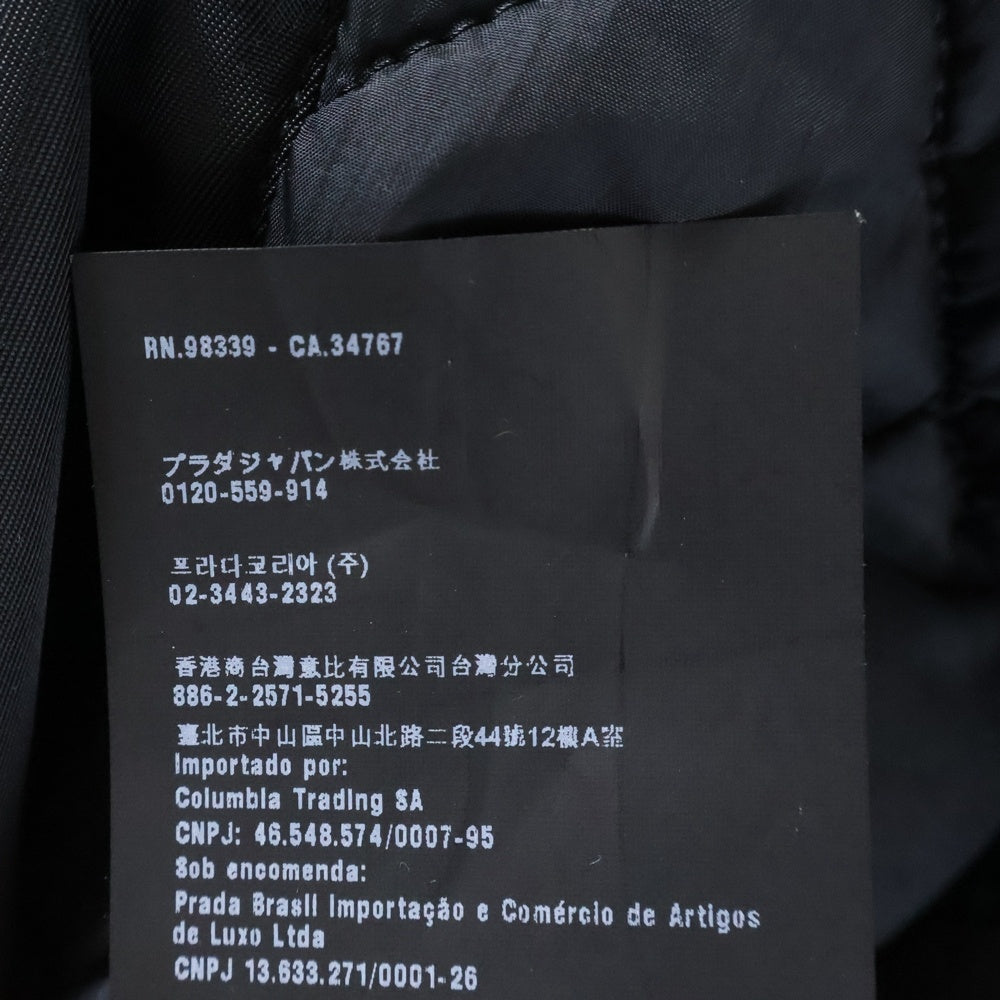 RN.98339 - CA.34767
プラダジャパン株式会社
0120-559-914
프라다코리아 (주)
02-3443-2323
香港商台灣意比有限公司台灣分公司
886-2-2571-5255
臺北市中山區中山北路二段44號12樓A室
Importado por:
Columbia Trading SA
CNPJ: 46.548.574/0007-95
Sob encomenda:
Prada Brasil Importação e Comércio de Artigos
de Luxo Ltda
CNPJ 13.633.271/0001-26